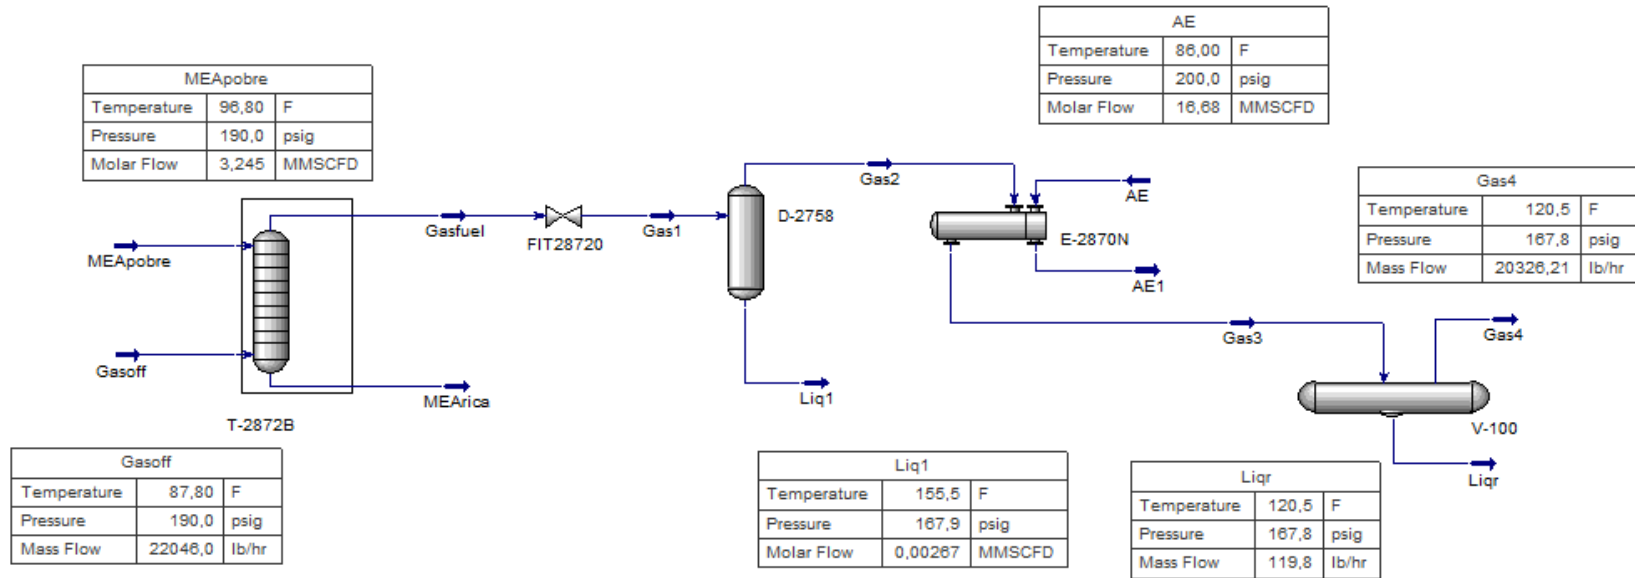 AE
Temperature 86,00 F
Pressure 200,0 psig
Molar Flow 16,68 MMSCFD
MEApobre
Temperature 96,80 F
Pressure 190,0 psig
Molar Flow 3,245 MMSCFD
Gas4
Temperature 120,5 F
Pressure 167,8 psig
Mass Flow 20326,21 lb/hr
Gas2
AE
D-2758
Gasfuel
FIT28720
Gas1
E-2870N
MEApobre
AE1
Gas3
Gas4
Gasoff
MEArica
Liq1
T-2872B
V-100
Liqr
Gasoff
Temperature 87,80 F
Pressure 190,0 psig
Mass Flow 22046,0 lb/hr
Liq1
Temperature 155,5 F
Pressure 167,9 psig
Molar Flow 0,00267 MMSCFD
Liqr
Temperature 120,5 F
Pressure 167,8 psig
Mass Flow 119,8 lb/hr